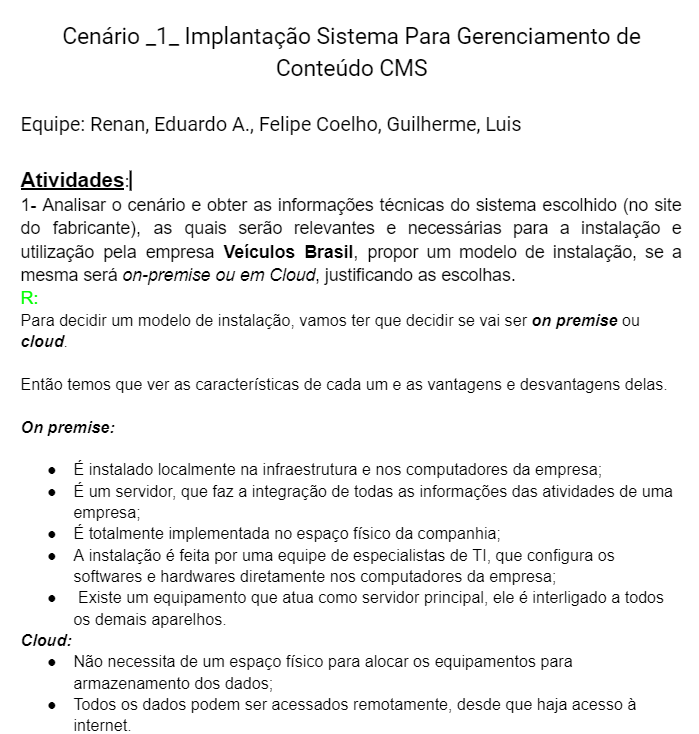 Cenário _1_ Implantação Sistema Para Gerenciamento de
Conteúdo CMS
Equipe: Renan, Eduardo A., Felipe Coelho, Guilherme, Luis
Atividades:
1- Analisar o cenário e obter as informações técnicas do sistema escolhido (no site
do fabricante), as quais serão relevantes e necessárias para a instalação e
utilização pela empresa Veículos Brasil, propor um modelo de instalação, se a
mesma será on-premise ou em Cloud, justificando as escolhas.
R:
Para decidir um modelo de instalação, vamos ter que decidir se vai ser on premise ou
cloud.
Então temos que ver as características de cada um e as vantagens e desvantagens delas.
On premise:
● É instalado localmente na infraestrutura e nos computadores da empresa;
● É um servidor, que faz a integração de todas as informações das atividades de uma
empresa;
● É totalmente implementada no espaço físico da companhia;
● A instalação é feita por uma equipe de especialistas de TI, que configura os
softwares e hardwares diretamente nos computadores da empresa;
● Existe um equipamento que atua como servidor principal, ele é interligado a todos
os demais aparelhos.
Cloud:
● Não necessita de um espaço físico para alocar os equipamentos para
armazenamento dos dados;
● Todos os dados podem ser acessados remotamente, desde que haja acesso à
internet.